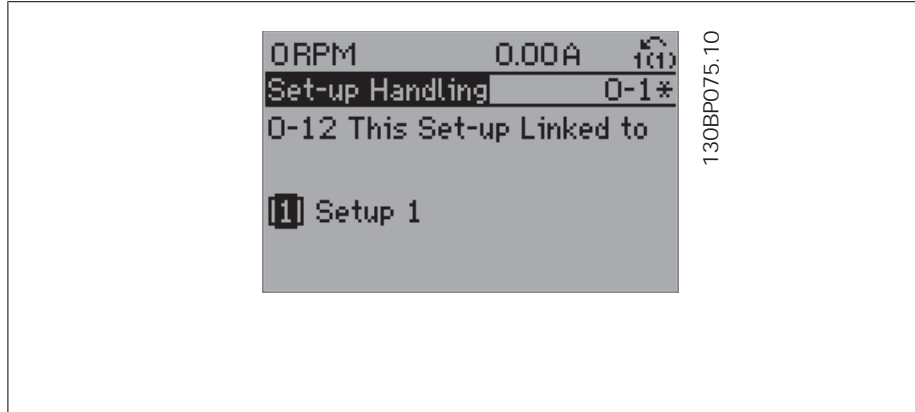 0RPM 0.00A 1(1)
Set-up Handling 0-1*
0-12 This Set-up Linked to
[1] Setup 1
130BP075.10